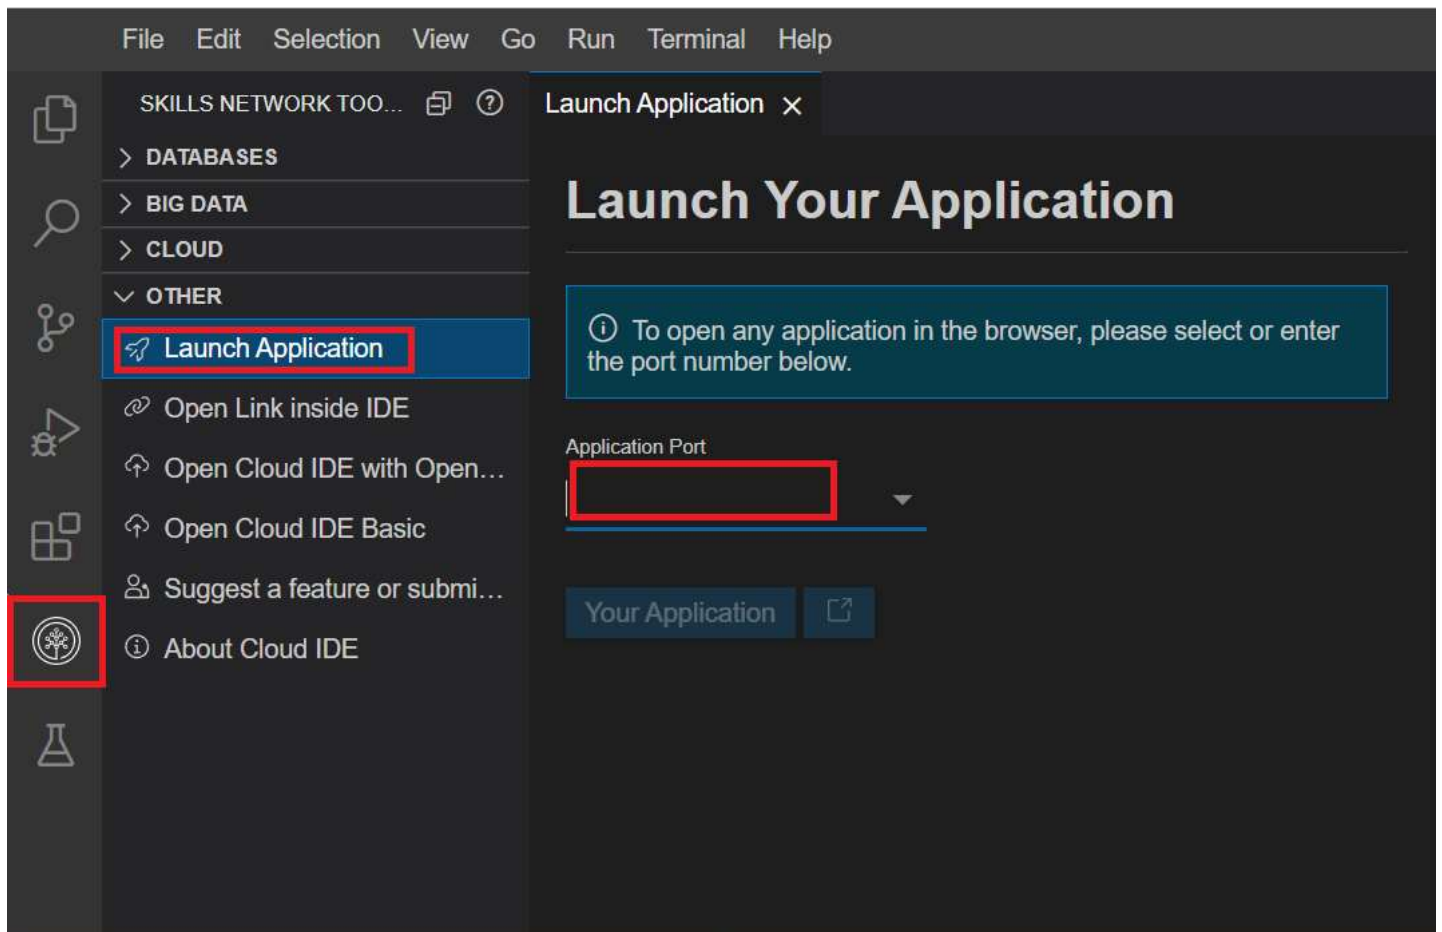 File Edit Selection View Go Run Terminal Help
SKILLS NETWORK TOO...
Launch Application
DATABASES
BIG DATA
CLOUD
OTHER
Launch Application
Open Link inside IDE
Open Cloud IDE with Open...
Open Cloud IDE Basic
Suggest a feature or submi...
About Cloud IDE
Launch Your Application
To open any application in the browser, please select or enter
the port number below.
Application Port
Your Application